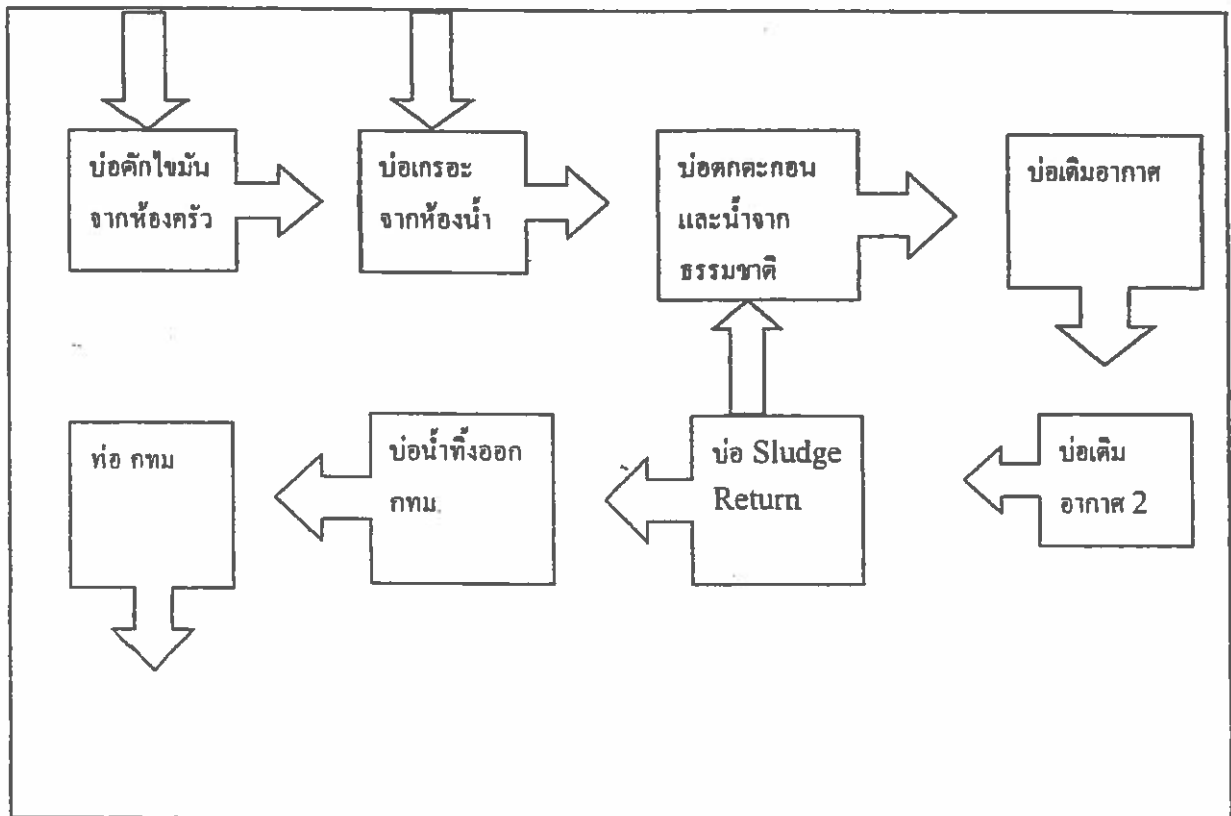 บ่อดักไขมัน
จากห้องครัว
บ่อเกรอะ
จากห้องน้ำ
บ่อตกตะกอน
และน้ำจาก
ธรรมชาติ
บ่อเติมอากาศ
ท่อ กทม
บ่อน้ำทิ้งออก
กทม.
บ่อ Sludge
Return
บ่อเติม
อากาศ 2